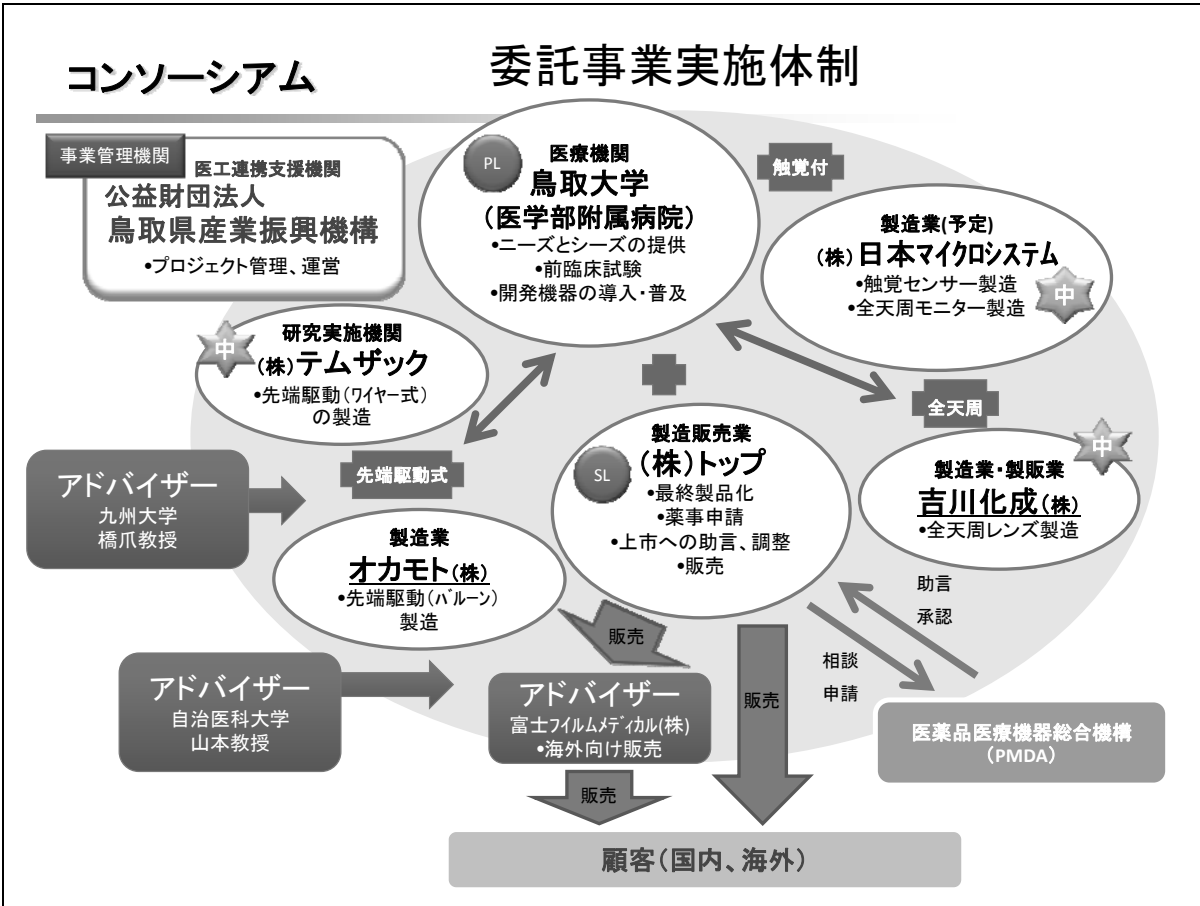 コンソーシアム
委託事業実施体制
事業管理機関
医工連携支援機関
公益財団法人
鳥取県産業振興機構
•プロジェクト管理、運営
PL
医療機関
鳥取大学
(医学部附属病院)
•ニーズとシーズの提供
•前臨床試験
•開発機器の導入・普及
触覚付
製造業(予定)
(株)日本マイクロシステム
•触覚センサー製造
•全天周モニター製造
中
中
研究実施機関
(株)テムザック
•先端駆動(ワイヤー式)
の製造
全天周
先端駆動式
SL
製造販売業
(株)トップ
•最終製品化
•薬事申請
•上市への助言、調整
•販売
中
製造業・製販業
吉川化成(株)
•全天周レンズ製造
アドバイザー
九州大学
橋爪教授
製造業
オカモト(株)
•先端駆動(バルーン)
製造
助言
承認
相談
申請
販売
アドバイザー
自治医科大学
山本教授
アドバイザー
富士フイルムメディカル(株)
•海外向け販売
販売
医薬品医療機器総合機構
(PMDA)
販売
顧客(国内、海外)